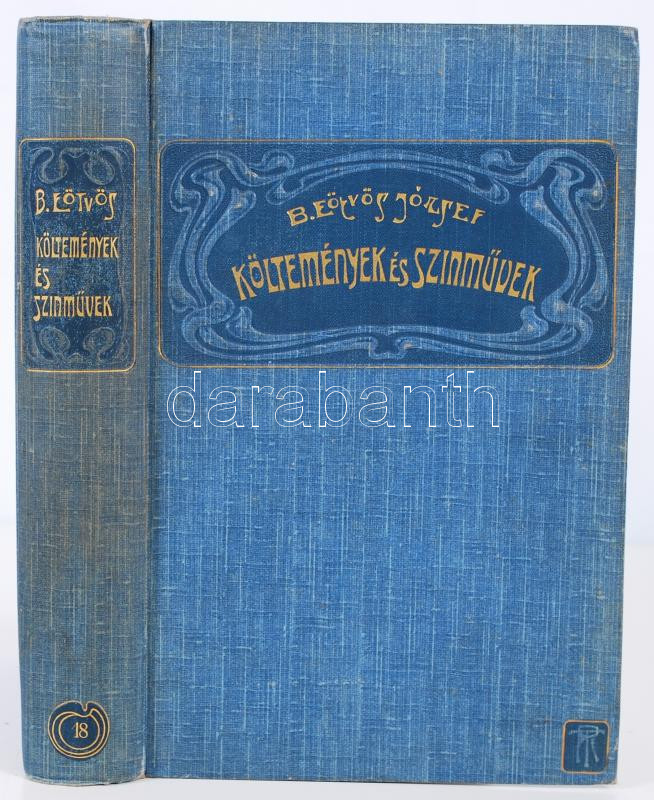 B. EÖTVÖS
KÖLTEMÉNYEK
ÉS
SZINMŰVEK
18
B. EÖTVÖS JÓZSEF
KÖLTEMÉNYEK ÉS SZINMŰVEK
darabanth